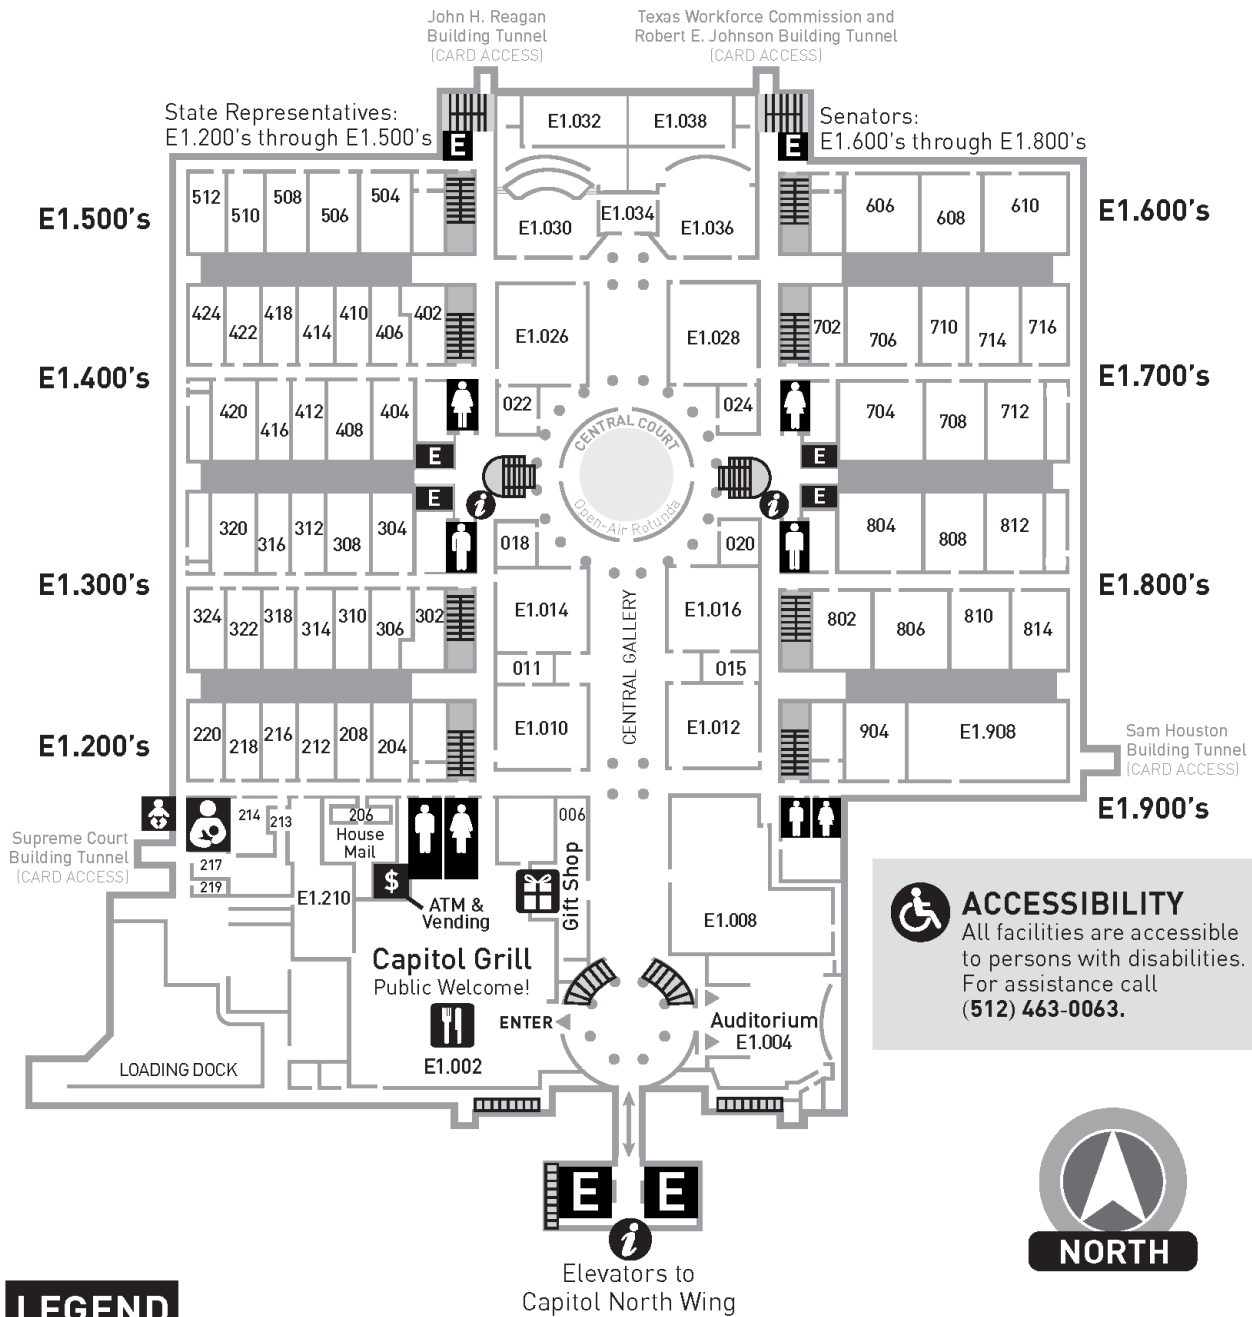 John H. Reagan
Building Tunnel
(CARD ACCESS)
Texas Workforce Commission and
Robert E. Johnson Building Tunnel
(CARD ACCESS)
State Representatives:
E1.200's through E1.500's
E
E1.032
E1.038
E
Senators:
E1.600's through E1.800's
E1.500's
512
510
508
506
504
E1.030
E1.034
E1.036
606
608
610
E1.600's
424
422
418
414
410
406
402
E1.026
E1.028
702
706
710
714
716
E1.400's
E1.700's
420
416
412
408
404
022
024
704
708
712
CENTRAL COURT
Open-Air Rotunda
E
E
E
E
i
i
320
316
312
308
304
018
020
804
808
812
E1.300's
E1.800's
324
322
318
314
310
306
302
E1.014
E1.016
802
806
810
814
CENTRAL GALLERY
011
015
E1.200's
220
218
216
212
208
204
E1.010
E1.012
904
E1.908
Sam Houston
Building Tunnel
(CARD ACCESS)
E1.900's
Supreme Court
Building Tunnel
(CARD ACCESS)
214
213
206
House
Mail
217
219
E1.210
$
ATM &
Vending
006
Gift Shop
E1.008
Capitol Grill
Public Welcome!
ENTER
E1.002
Auditorium
E1.004
LOADING DOCK
ACCESSIBILITY
All facilities are accessible
to persons with disabilities.
For assistance call
(512) 463-0063.
E
E
i
Elevators to
Capitol North Wing
NORTH
LEGEND